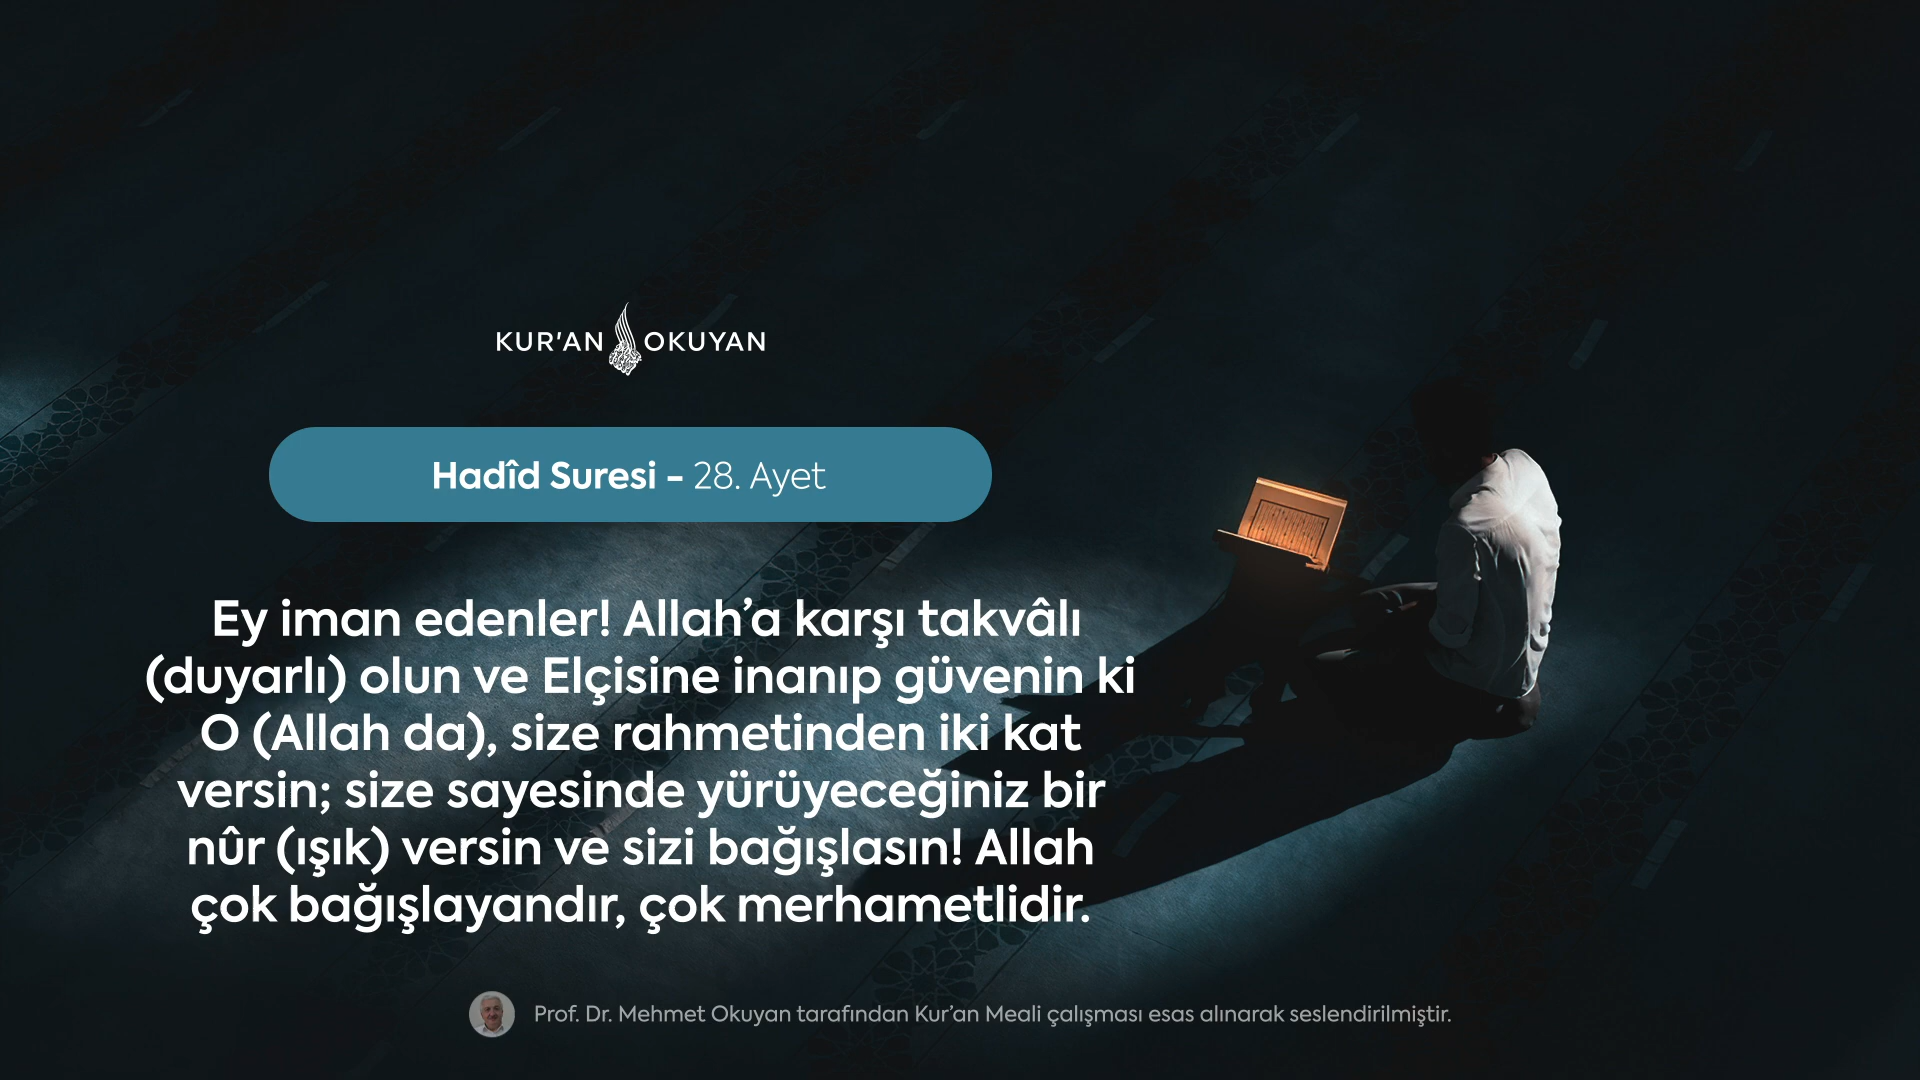 KUR'AN OKUYAN
Hadîd Suresi - 28. Ayet
Ey iman edenler! Allah’a karşı takvâlı
(duyarlı) olun ve Elçisine inanıp güvenin ki
O (Allah da), size rahmetinden iki kat
versin; size sayesinde yürüyeceğiniz bir
nûr (ışık) versin ve sizi bağışlasın! Allah
çok bağışlayandır, çok merhametlidir.
Prof. Dr. Mehmet Okuyan tarafından Kur’an Meali çalışması esas alınarak seslendirilmiştir.